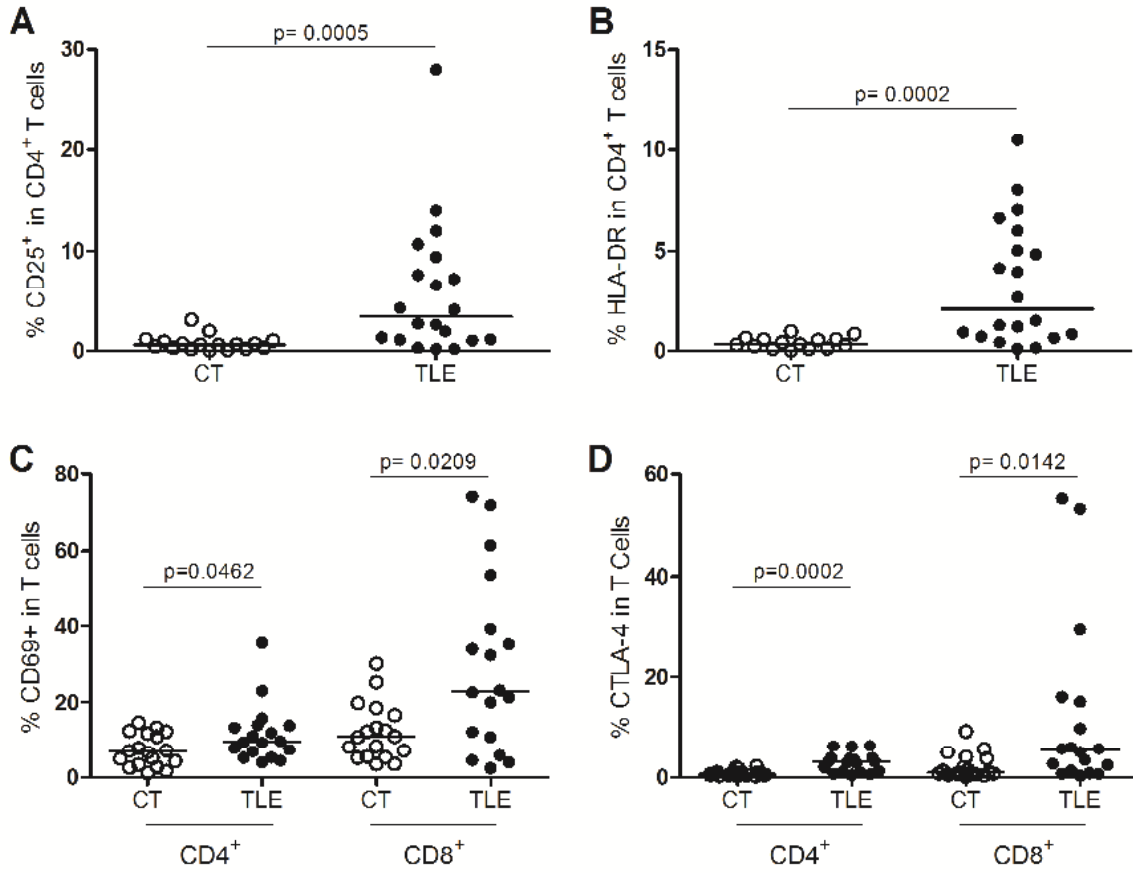 A
p= 0.0005
% CD25+ in CD4+ T cells
30
20
10
0
CT
TLE
B
p= 0.0002
% HLA-DR in CD4+ T cells
15
10
5
0
CT
TLE
C
p= 0.0209
p=0.0462
% CD69+ in T cells
80
60
40
20
0
CT
TLE
CT
TLE
CD4+
CD8+
D
p= 0.0142
p=0.0002
% CTLA-4 in T Cells
60
40
20
0
CT
TLE
CT
TLE
CD4+
CD8+